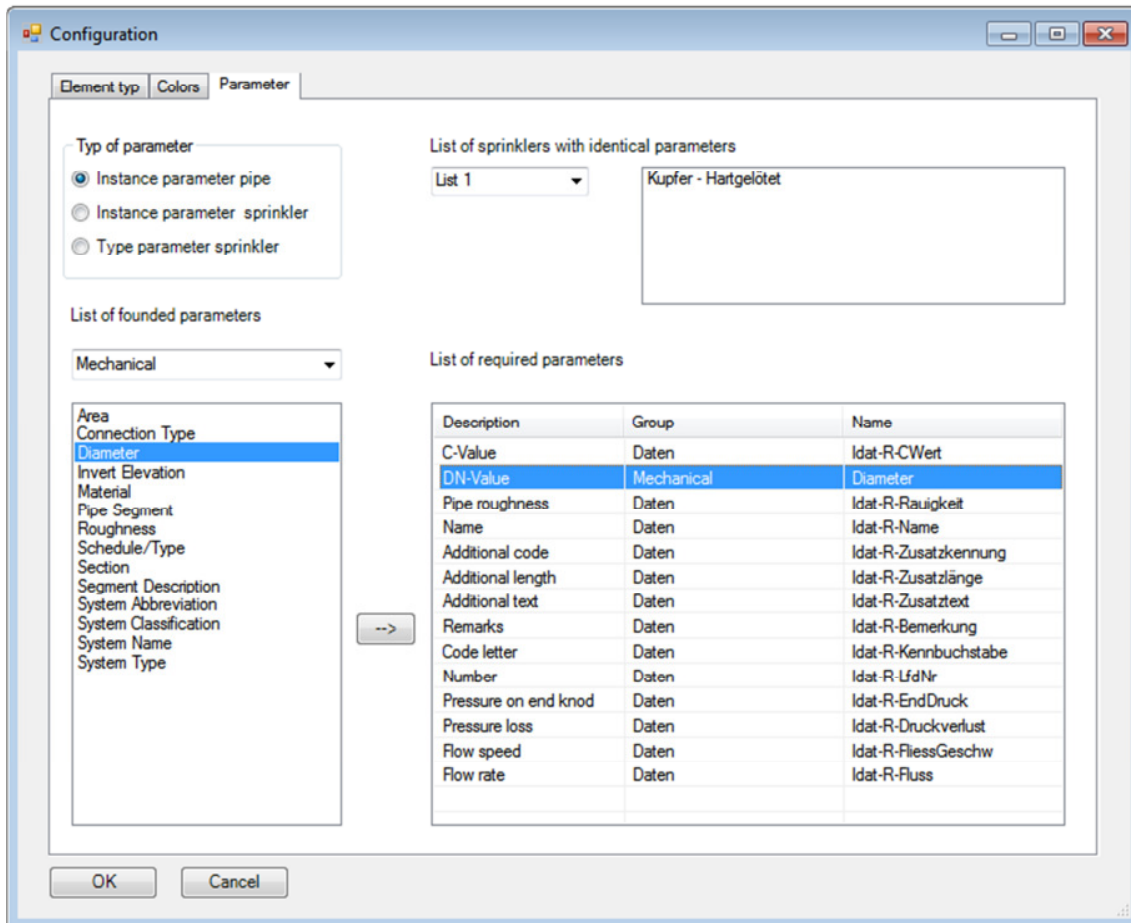 Configuration
Element typ Colors Parameter
Typ of parameter
Instance parameter pipe
Instance parameter sprinkler
Type parameter sprinkler
List of sprinklers with identical parameters
List 1
Kupfer - Hartgelötet
List of founded parameters
Mechanical
Area
Connection Type
Diameter
Invert Elevation
Material
Pipe Segment
Roughness
Schedule/Type
Section
Segment Description
System Abbreviation
System Classification
System Name
System Type
-->
List of required parameters
Description Group Name
C-Value Daten Idat-R-CWert
DN-Value Mechanical Diameter
Pipe roughness Daten Idat-R-Rauigkeit
Name Daten Idat-R-Name
Additional code Daten Idat-R-Zusatzkennung
Additional length Daten Idat-R-Zusatzlänge
Additional text Daten Idat-R-Zusatztext
Remarks Daten Idat-R-Bemerkung
Code letter Daten Idat-R-Kennbuchstabe
Number Daten Idat-R-LfdNr
Pressure on end knod Daten Idat-R-EndDruck
Pressure loss Daten Idat-R-Druckverlust
Flow speed Daten Idat-R-FliessGeschw
Flow rate Daten Idat-R-Fluss
OK Cancel